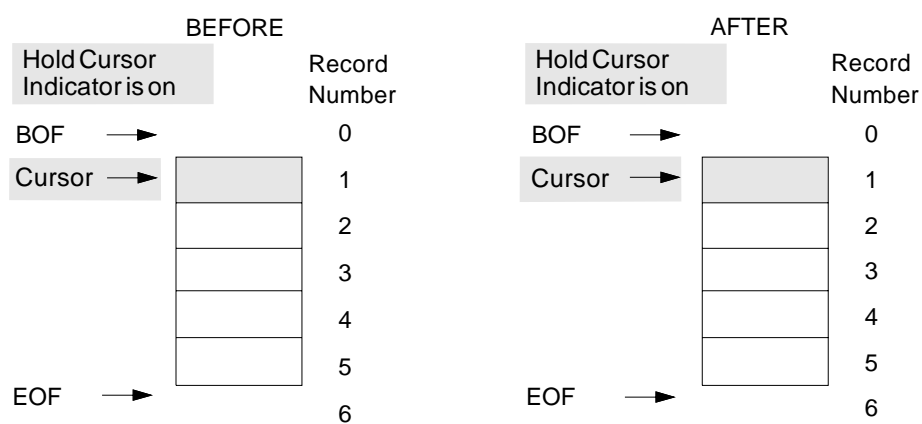 BEFORE
Hold Cursor
Indicator is on
Record
Number
BOF
0
Cursor
1
2
3
4
5
EOF
6
AFTER
Hold Cursor
Indicator is on
Record
Number
BOF
0
Cursor
1
2
3
4
5
EOF
6